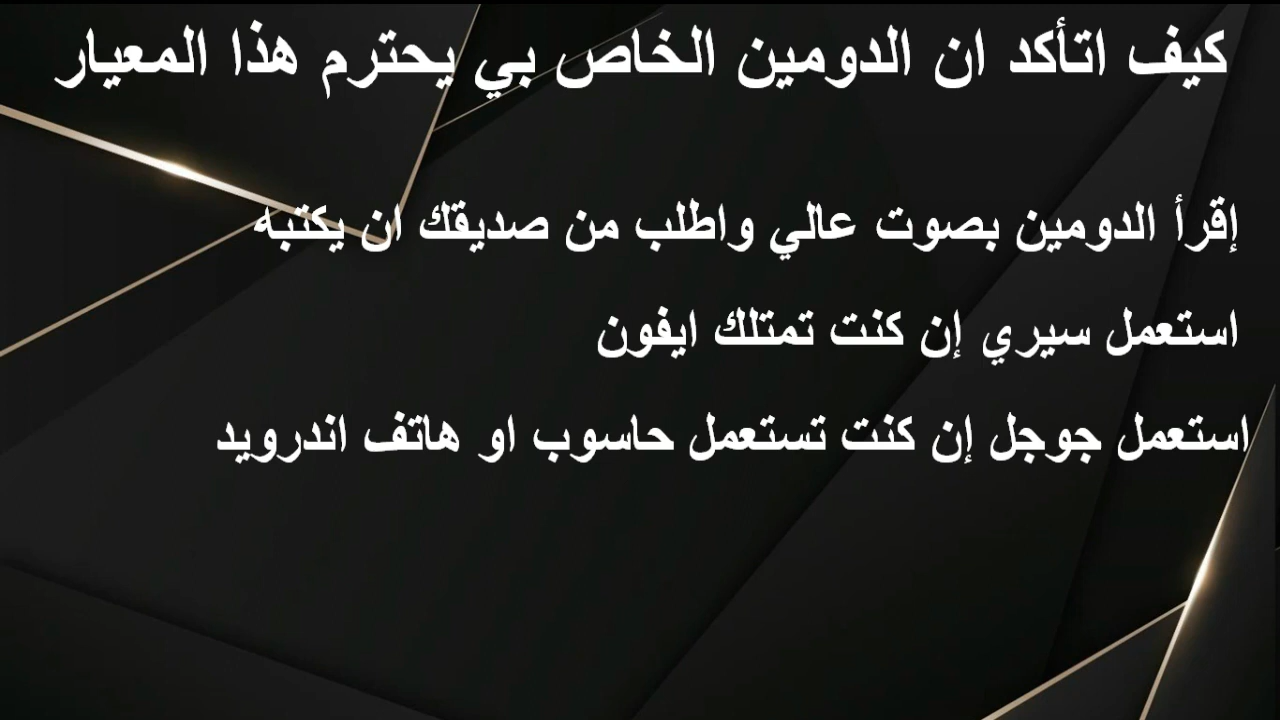 كيف اتأكد ان الدومين الخاص بي يحترم هذا المعيار
إقرأ الدومين بصوت عالي واطلب من صديقك ان يكتبه
استعمل سيري إن كنت تمتلك ايفون
استعمل جوجل إن كنت تستعمل حاسوب او هاتف اندرويد